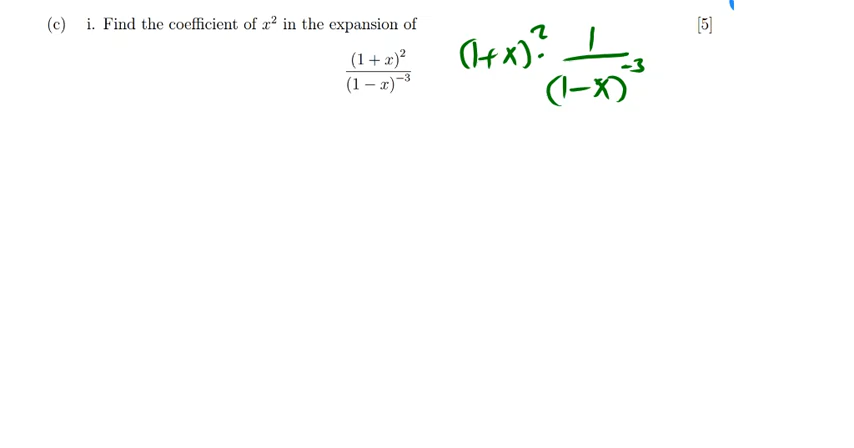 (c) i. Find the coefficient of x² in the expansion of [5]
(1 + x)²
(1 − x)⁻³
(1+x)² · 1
(1−x)⁻³